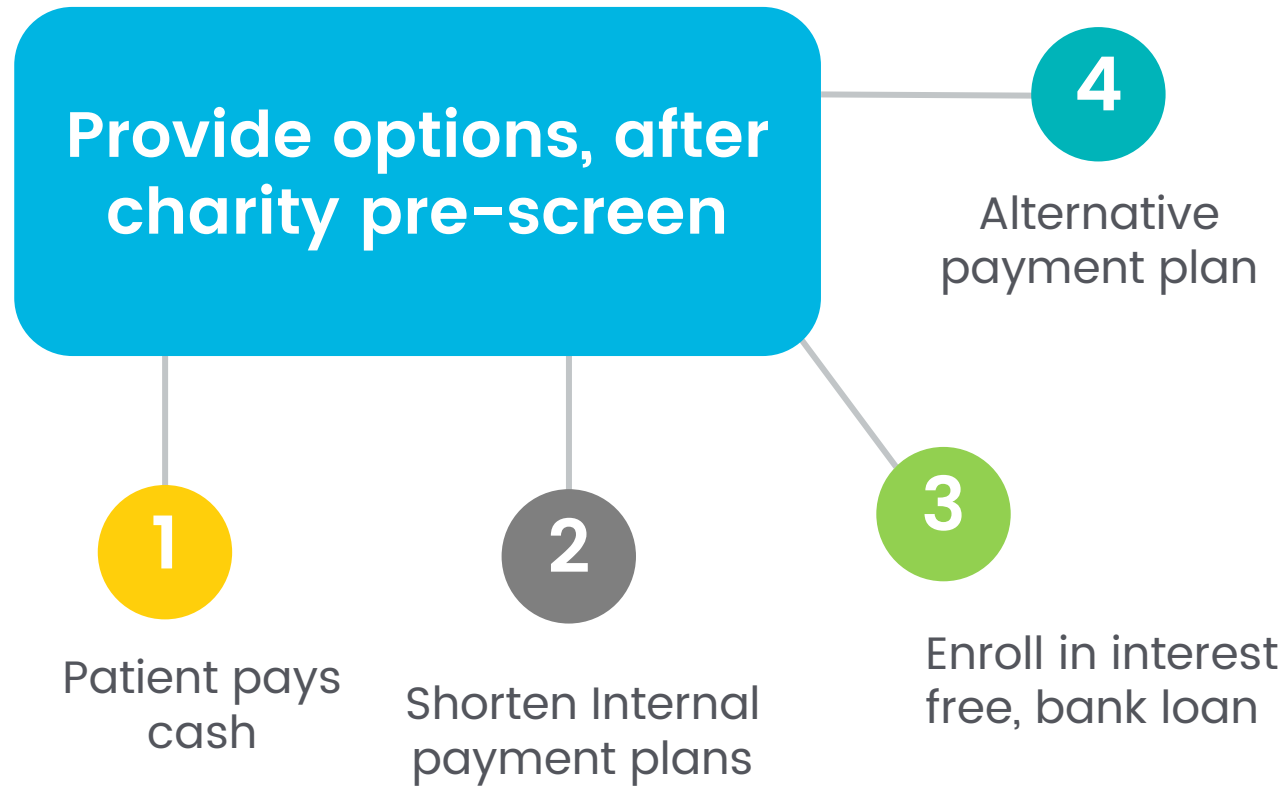 Provide options, after
charity pre-screen
1
Patient pays
cash
2
Shorten Internal
payment plans
3
Enroll in interest
free, bank loan
4
Alternative
payment plan